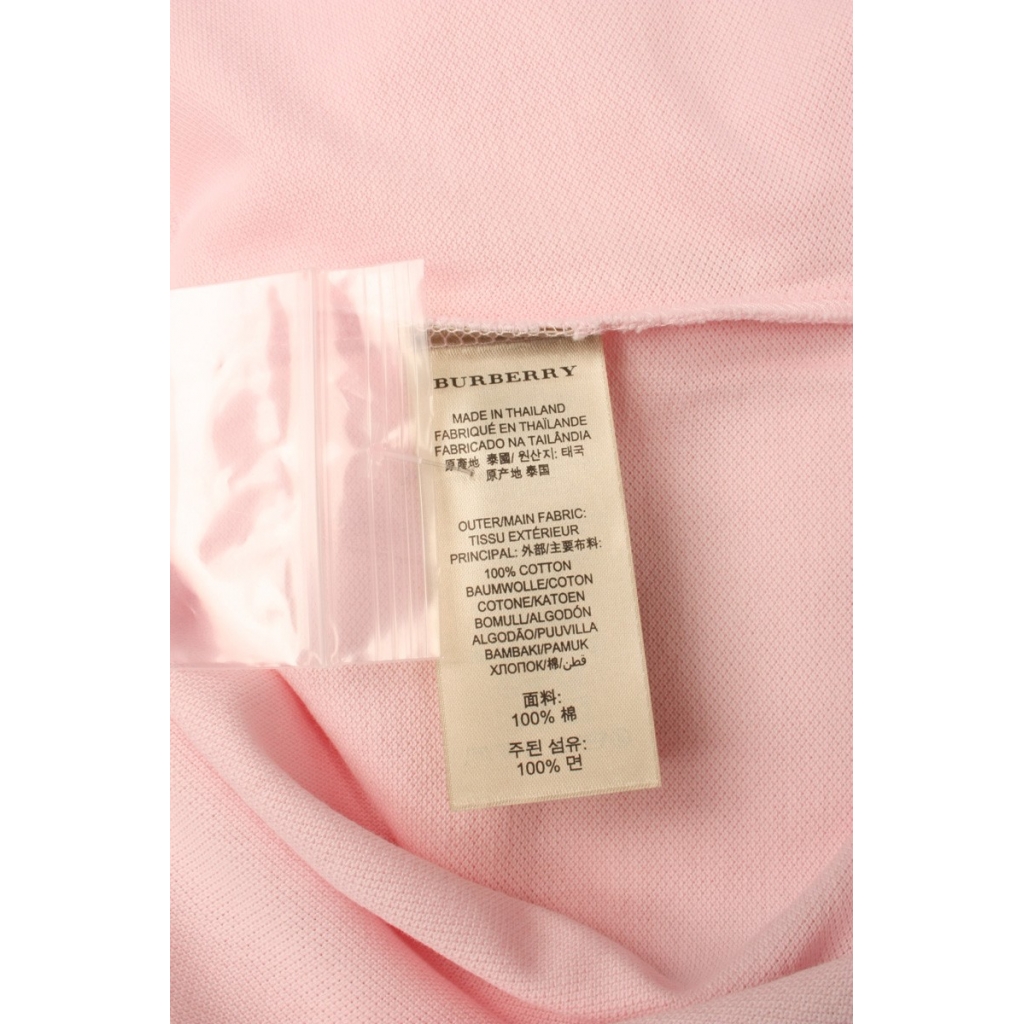 BURBERRY
MADE IN THAILAND
FABRIQUÉ EN THAÏLANDE
FABRICADO NA TAILÂNDIA
原產地 泰國/ 원산지: 태국
原产地 泰国
OUTER/MAIN FABRIC:
TISSU EXTÉRIEUR
PRINCIPAL: 外部/主要布料:
100% COTTON
BAUMWOLLE/COTON
COTONE/KATOEN
BOMULL/ALGODÓN
ALGODÃO/PUUVILLA
BAMBAKI/PAMUK
ХЛОПОК/棉/قطن
面料:
100% 棉
주된 섬유:
100% 면